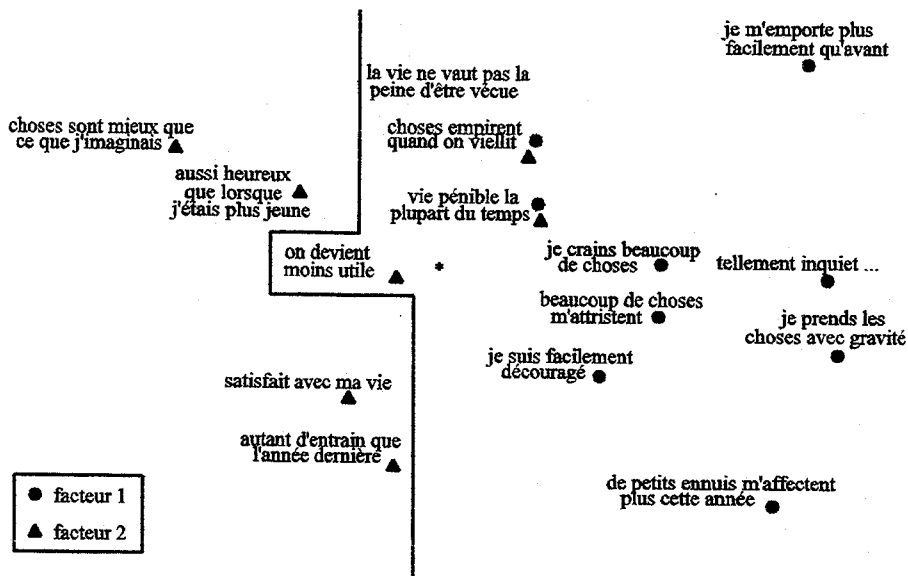 je m'emporte plus
facilement qu'avant
la vie ne vaut pas la
peine d'être vécue
choses sont mieux que
ce que j'imaginais
choses empirent
quand on viellit
aussi heureux
que lorsque
j'étais plus jeune
vie pénible la
plupart du temps
on devient
moins utile
*
je crains beaucoup
de choses
tellement inquiet ...
beaucoup de choses
m'attristent
je prends les
choses avec gravité
je suis facilement
découragé
satisfait avec ma vie
autant d'entrain que
l'année dernière
de petits ennuis m'affectent
plus cette année
facteur 1
facteur 2